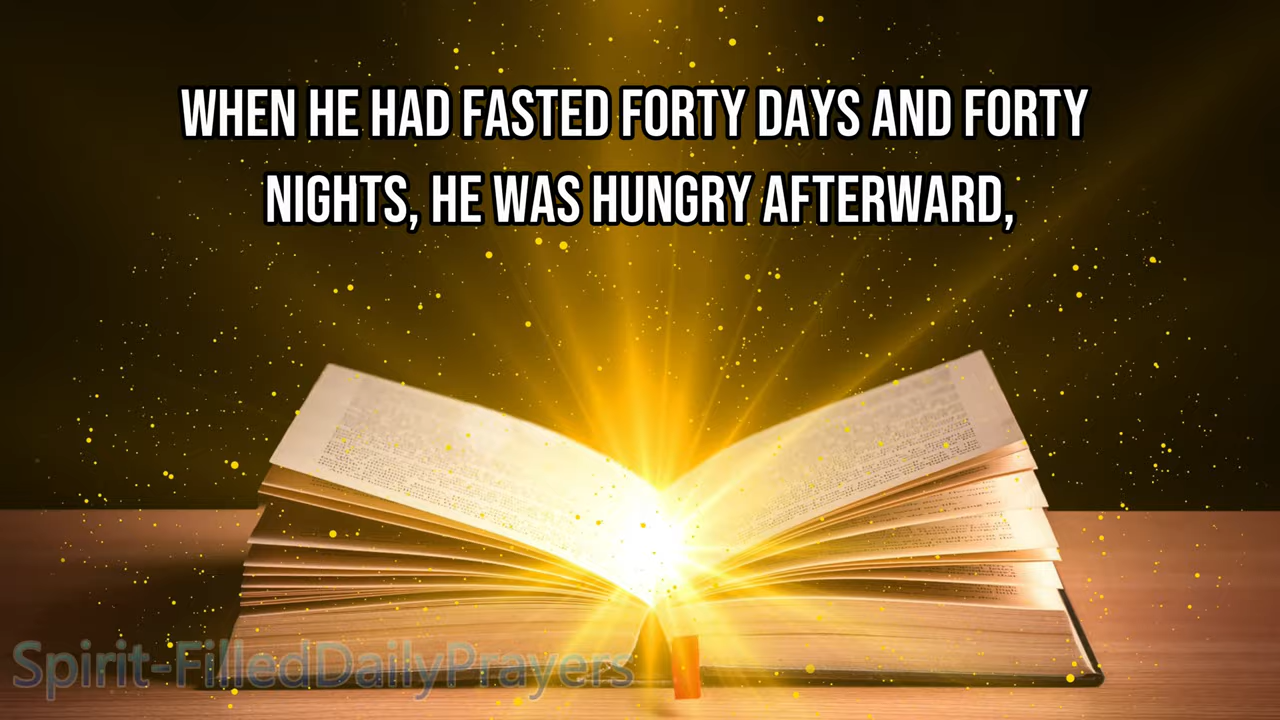 WHEN HE HAD FASTED FORTY DAYS AND FORTY
NIGHTS, HE WAS HUNGRY AFTERWARD,
Spirit-FilledDailyPrayers